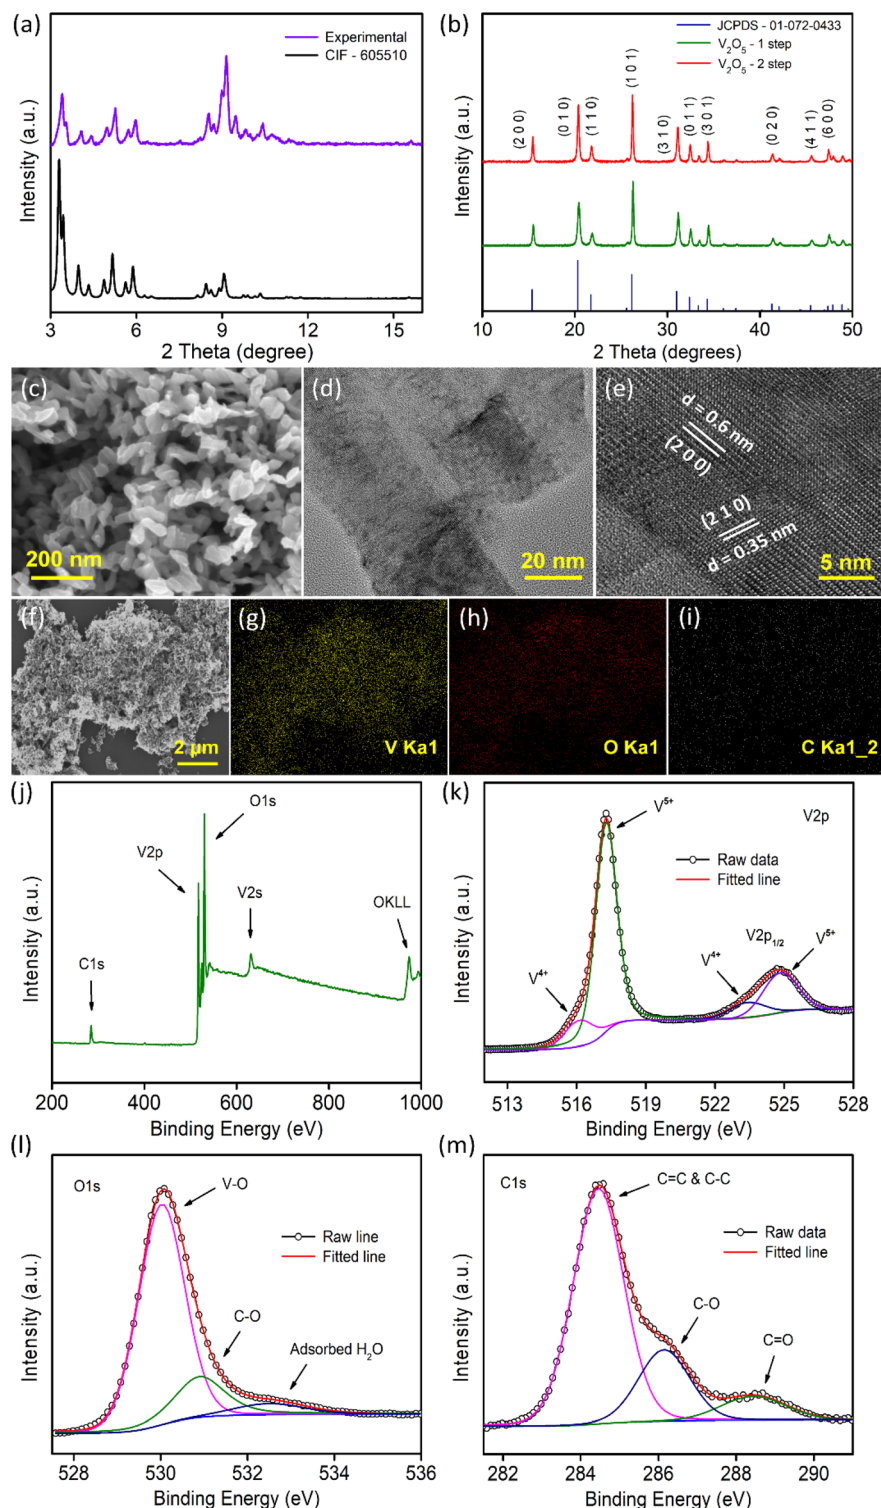 (a)
Experimental
CIF - 605510
Intensity (a.u.)
3 6 9 12 15
2 Theta (degree)
(b)
JCPDS - 01-072-0433
V₂O₅ - 1 step
V₂O₅ - 2 step
(2 0 0)
(0 1 0)
(1 1 0)
(1 0 1)
(3 1 0)
(0 1 1)
(3 0 1)
(0 2 0)
(4 1 1)
(6 0 0)
Intensity (a.u.)
10 20 30 40 50
2 Theta (degrees)
(c)
200 nm
(d)
20 nm
(e)
d = 0.6 nm
(2 0 0)
(2 1 0)
d = 0.35 nm
5 nm
(f)
2 µm
(g)
V Ka1
(h)
O Ka1
(i)
C Ka1_2
(j)
O1s
V2p
V2s
OKLL
C1s
Intensity (a.u.)
200 400 600 800 1000
Binding Energy (eV)
(k)
V⁵⁺
V2p
Raw data
Fitted line
V2p₁/₂
V⁴⁺
V⁵⁺
V⁴⁺
Intensity (a.u.)
513 516 519 522 525 528
Binding Energy (eV)
(l)
O1s
V-O
Raw line
Fitted line
C-O
Adsorbed H₂O
Intensity (a.u.)
528 530 532 534 536
Binding Energy (eV)
(m)
C1s
C=C & C-C
Raw data
Fitted line
C-O
C=O
Intensity (a.u.)
282 284 286 288 290
Binding Energy (eV)